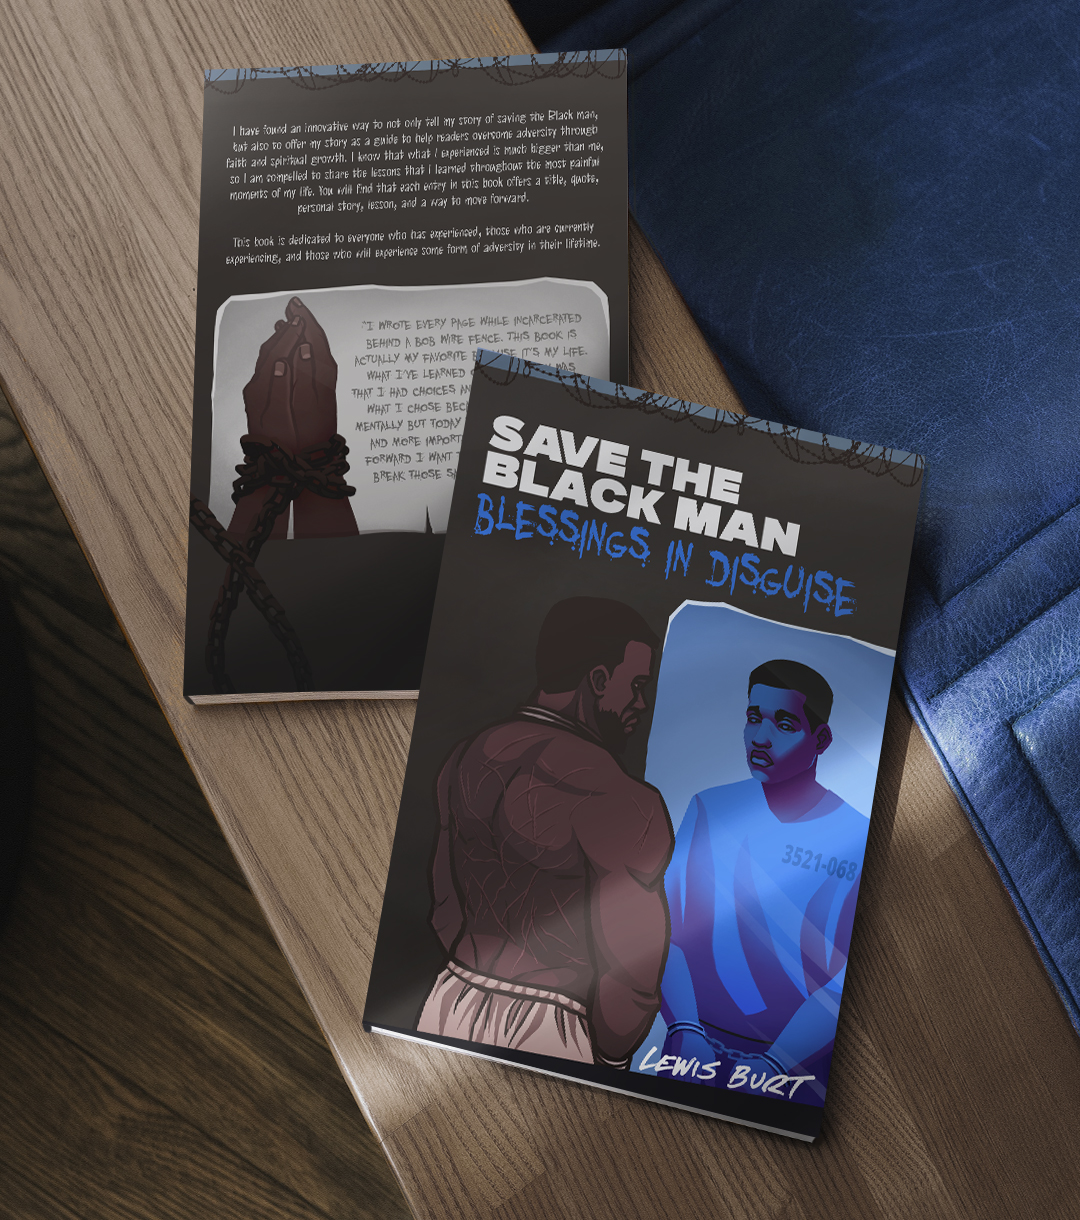 I have found an innovative way to not only tell my story of saving the Black man,
but also to offer my story as a guide to help readers overcome adversity through
faith and spiritual growth. I know that what I experienced is much bigger than me,
so I am compelled to share the lessons that I learned throughout the most painful
moments of my life. You will find that each entry in this book offers a title, quote,
personal story, lesson, and a way to move forward.
This book is dedicated to everyone who has experienced, those who are currently
experiencing, and those who will experience some form of adversity in their lifetime.
"I WROTE EVERY PAGE WHILE INCARCERATED
BEHIND A BOB WIRE FENCE. THIS BOOK IS
ACTUALLY MY FAVORITE IT'S MY LIFE.
WHAT I'VE LEARNED WAS
THAT I HAD CHOICES
WHAT I CHOSE
MENTALLY BUT TODAY
AND MORE
FORWARD I WANT
BREAK THOSE
SAVE THE
BLACK MAN
BLESSINGS IN DISGUISE
3521-068
LEWIS BURT